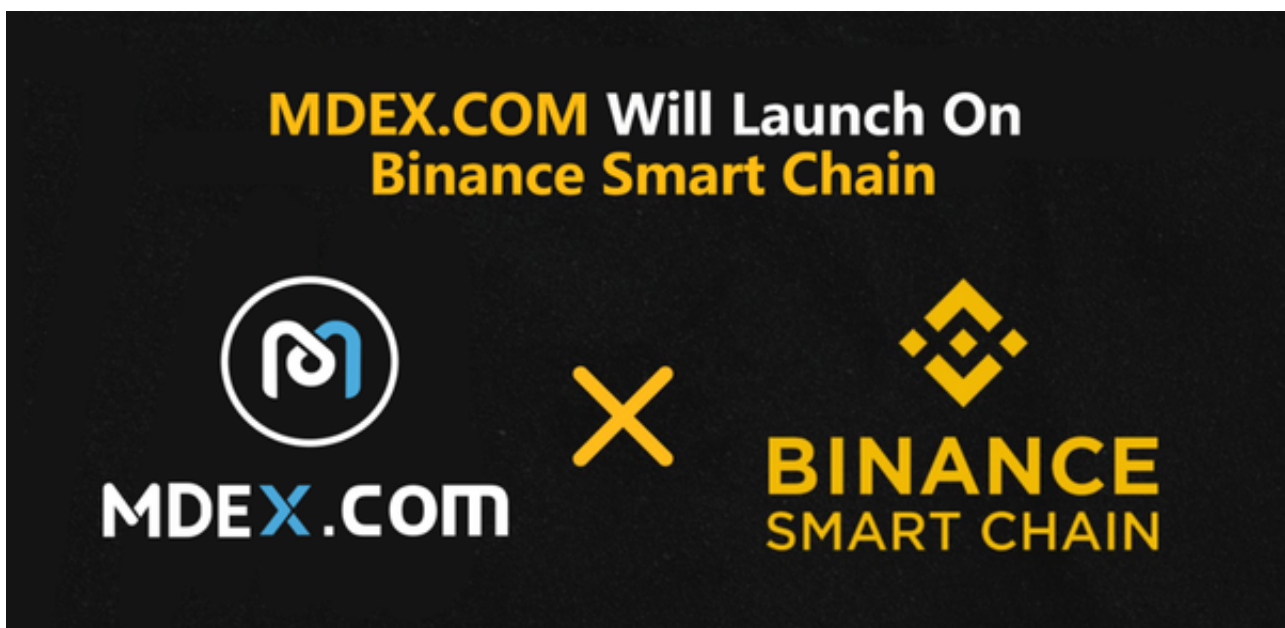 MDEX.COM Will Launch On
Binance Smart Chain
MDEX.COM
BINANCE
SMART CHAIN